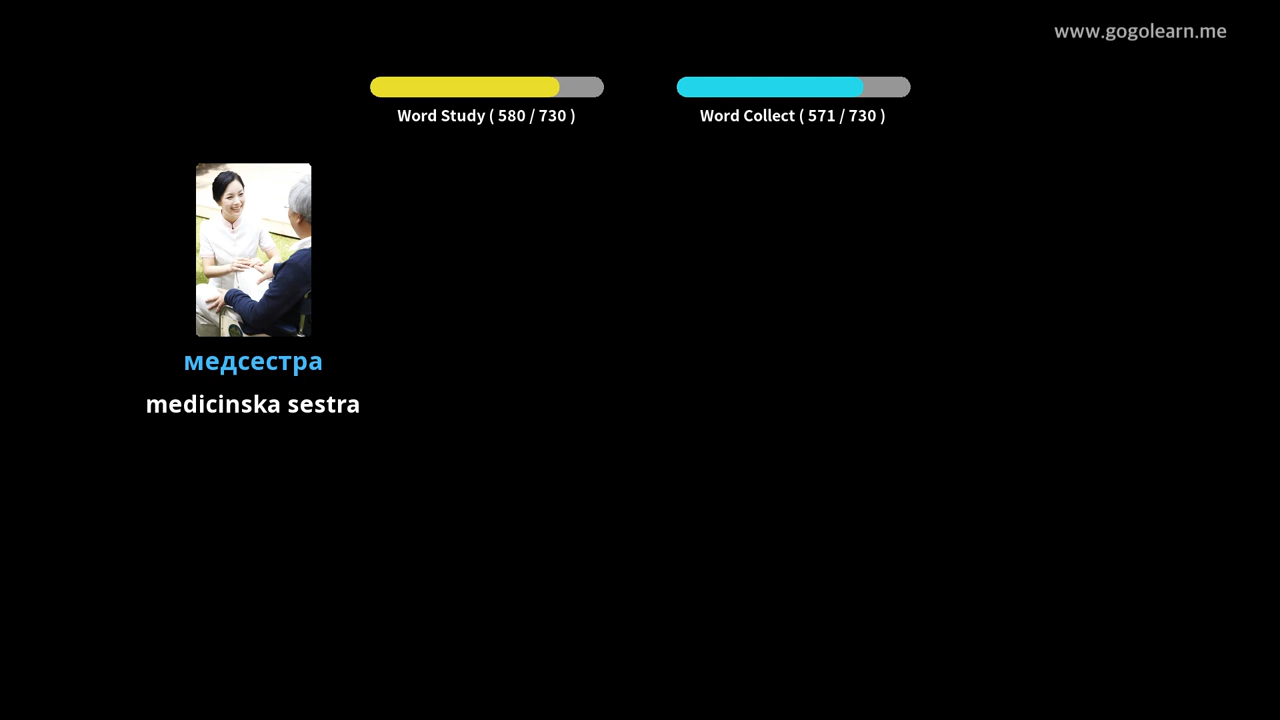 www.gogolearn.me
Word Study ( 580 / 730 )
Word Collect ( 571 / 730 )
медсестра
medicinska sestra